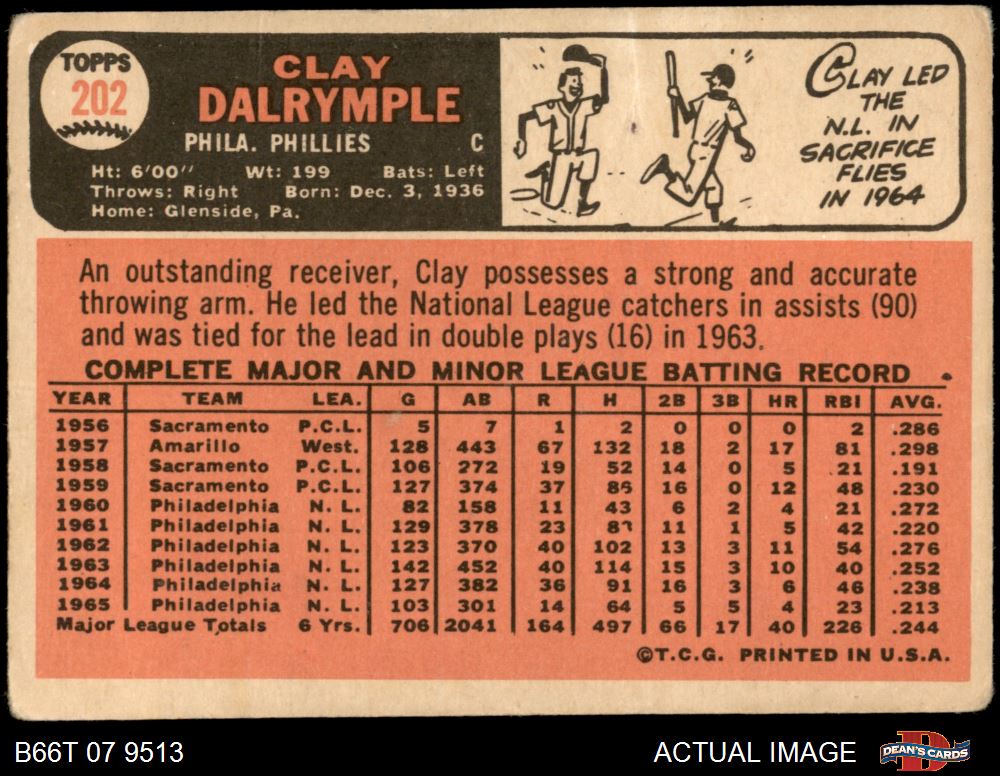 TOPPS
202
CLAY
DALRYMPLE
PHILA. PHILLIES C
Ht: 6'00" Wt: 199 Bats: Left
Throws: Right Born: Dec. 3, 1936
Home: Glenside, Pa.
CLAY LED
THE
N.L. IN
SACRIFICE
FLIES
IN 1964
An outstanding receiver, Clay possesses a strong and accurate
throwing arm. He led the National League catchers in assists (90)
and was tied for the lead in double plays (16) in 1963.
COMPLETE MAJOR AND MINOR LEAGUE BATTING RECORD
YEAR TEAM LEA. G AB R H 2B 3B HR RBI AVG.
1956 Sacramento P.C.L. 5 7 1 2 0 0 0 2 .286
1957 Amarillo West. 128 443 67 132 18 2 17 81 .298
1958 Sacramento P.C.L. 106 272 19 52 14 0 5 21 .191
1959 Sacramento P.C.L. 127 374 37 86 16 0 12 48 .230
1960 Philadelphia N. L. 82 158 11 43 6 2 4 21 .272
1961 Philadelphia N. L. 129 378 23 83 11 1 5 42 .220
1962 Philadelphia N. L. 123 370 40 102 13 3 11 54 .276
1963 Philadelphia N. L. 142 452 40 114 15 3 10 40 .252
1964 Philadelphia N. L. 127 382 36 91 16 3 6 46 .238
1965 Philadelphia N. L. 103 301 14 64 5 5 4 23 .213
Major League Totals 6 Yrs. 706 2041 164 497 66 17 40 226 .244
©T.C.G. PRINTED IN U.S.A.
B66T 07 9513
ACTUAL IMAGE
DEAN'S CARDS